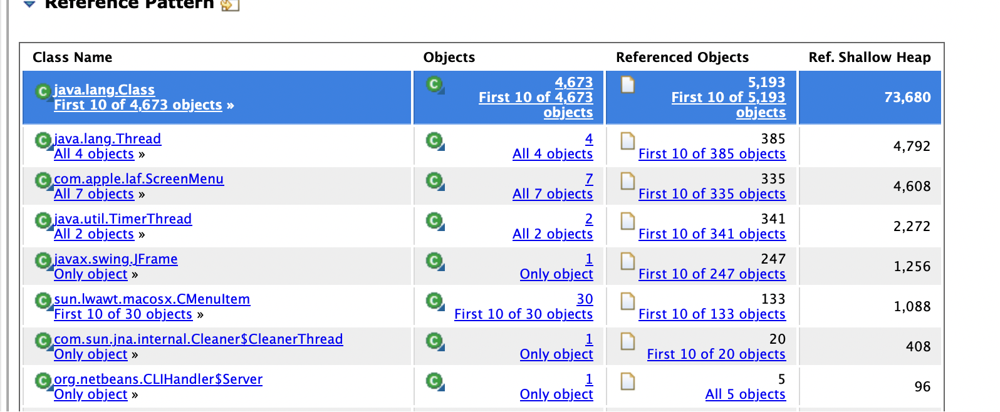 Reference Pattern
Class Name Objects Referenced Objects Ref. Shallow Heap
java.lang.Class
First 10 of 4,673 objects »
4,673
First 10 of 4,673
objects
5,193
First 10 of 5,193
objects
73,680
java.lang.Thread
All 4 objects »
4
All 4 objects
385
First 10 of 385 objects
4,792
com.apple.laf.ScreenMenu
All 7 objects »
7
All 7 objects
335
First 10 of 335 objects
4,608
java.util.TimerThread
All 2 objects »
2
All 2 objects
341
First 10 of 341 objects
2,272
javax.swing.JFrame
Only object »
1
Only object
247
First 10 of 247 objects
1,256
sun.lwawt.macosx.CMenuItem
First 10 of 30 objects »
30
First 10 of 30 objects
133
First 10 of 133 objects
1,088
com.sun.jna.internal.Cleaner$CleanerThread
Only object »
1
Only object
20
First 10 of 20 objects
408
org.netbeans.CLIHandler$Server
Only object »
1
Only object
5
All 5 objects
96